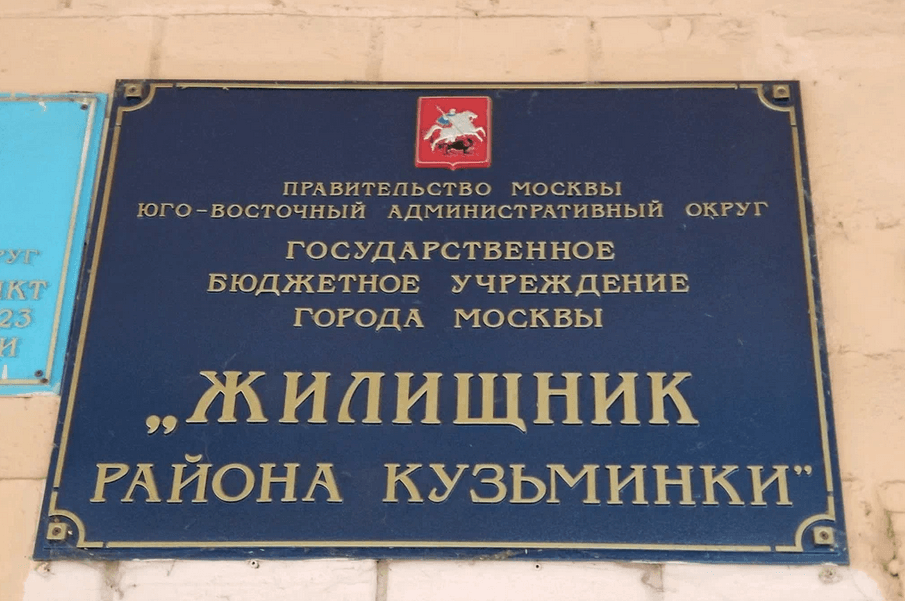 ПРАВИТЕЛЬСТВО МОСКВЫ
ЮГО-ВОСТОЧНЫЙ АДМИНИСТРАТИВНЫЙ ОКРУГ
ГОСУДАРСТВЕННОЕ
БЮДЖЕТНОЕ УЧРЕЖДЕНИЕ
ГОРОДА МОСКВЫ
„ЖИЛИЩНИК
РАЙОНА КУЗЬМИНКИ”